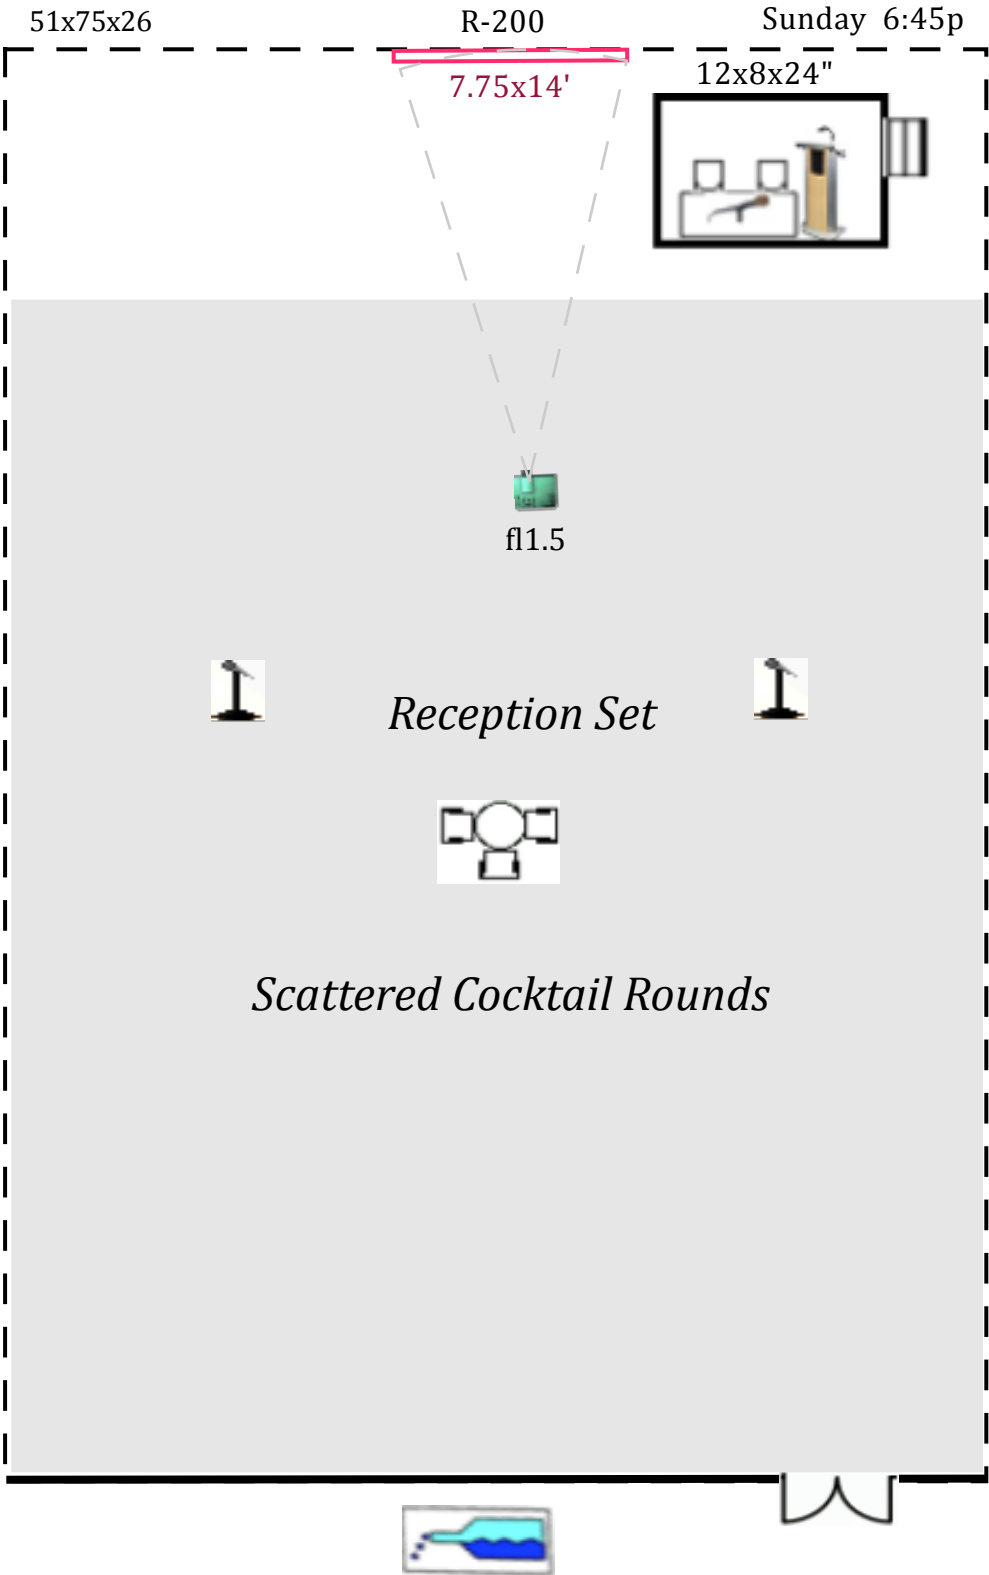 51x75x26
R-200
Sunday 6:45p
7.75x14'
12x8x24"
fl1.5
Reception Set
Scattered Cocktail Rounds